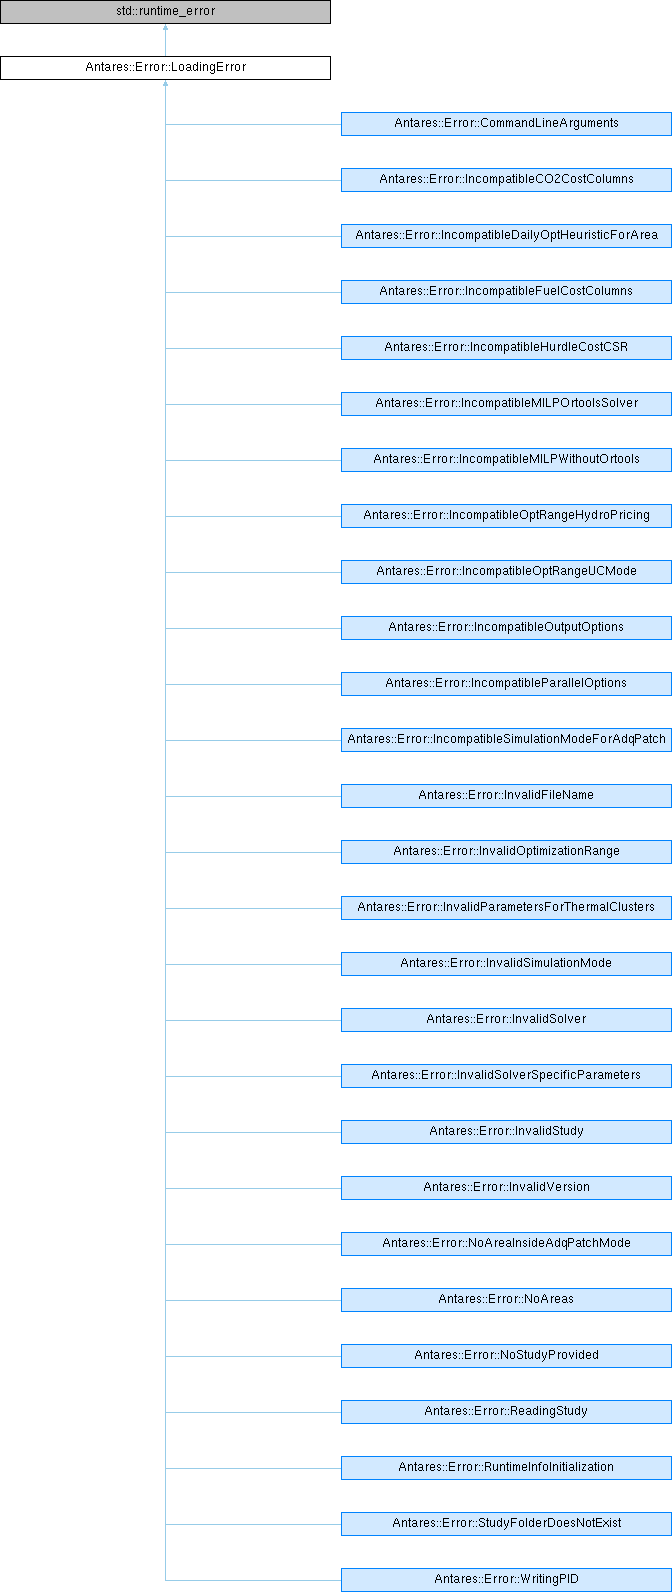 std::runtime_error
Antares::Error::LoadingError
Antares::Error::CommandLineArguments
Antares::Error::IncompatibleCO2CostColumns
Antares::Error::IncompatibleDailyOptHeuristicForArea
Antares::Error::IncompatibleFuelCostColumns
Antares::Error::IncompatibleHurdleCostCSR
Antares::Error::IncompatibleMILPOrtoolsSolver
Antares::Error::IncompatibleMILPWithoutOrtools
Antares::Error::IncompatibleOptRangeHydroPricing
Antares::Error::IncompatibleOptRangeUCMode
Antares::Error::IncompatibleOutputOptions
Antares::Error::IncompatibleParallelOptions
Antares::Error::IncompatibleSimulationModeForAdqPatch
Antares::Error::InvalidFileName
Antares::Error::InvalidOptimizationRange
Antares::Error::InvalidParametersForThermalClusters
Antares::Error::InvalidSimulationMode
Antares::Error::InvalidSolver
Antares::Error::InvalidSolverSpecificParameters
Antares::Error::InvalidStudy
Antares::Error::InvalidVersion
Antares::Error::NoAreaInsideAdqPatchMode
Antares::Error::NoAreas
Antares::Error::NoStudyProvided
Antares::Error::ReadingStudy
Antares::Error::RuntimeInfoInitialization
Antares::Error::StudyFolderDoesNotExist
Antares::Error::WritingPID